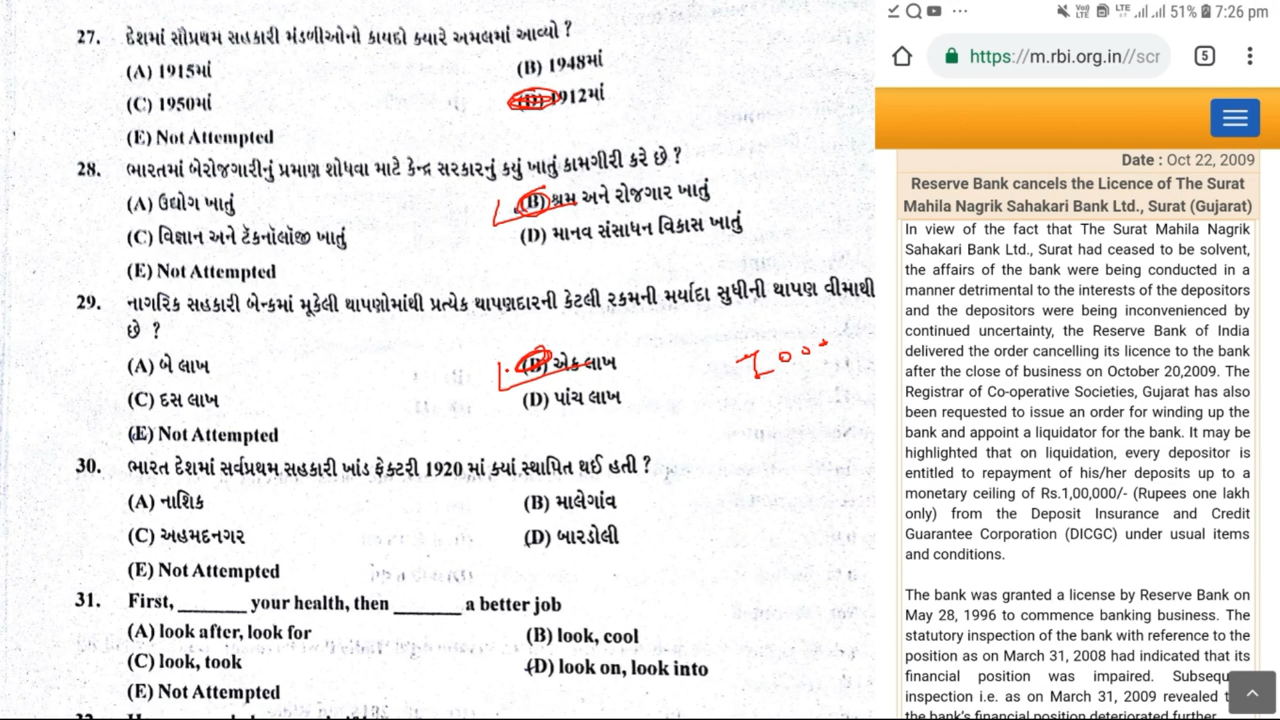 27. દેશમાં સૌપ્રથમ સહકારી મંડળીઓનો કાયદો ક્યારે અમલમાં આવ્યો ?
(A) 1915માં
(B) 1948માં
(C) 1950માં
(D) 1912માં
(E) Not Attempted
28. ભારતમાં બેરોજગારીનું પ્રમાણ શોધવા માટે કેન્દ્ર સરકારનું કયું ખાતું કામગીરી કરે છે ?
(A) ઉદ્યોગ ખાતું
(B) શ્રમ અને રોજગાર ખાતું
(C) વિજ્ઞાન અને ટૅકનૉલૉજી ખાતું
(D) માનવ સંસાધન વિકાસ ખાતું
(E) Not Attempted
29. નાગરિક સહકારી બેન્કમાં મૂકેલી થાપણોમાંથી પ્રત્યેક થાપણદારની કેટલી રકમની મર્યાદા સુધીની થાપણ વીમાથી
છે ?
(A) બે લાખ
(B) એક લાખ
(C) દસ લાખ
(D) પાંચ લાખ
(E) Not Attempted
30. ભારત દેશમાં સર્વપ્રથમ સહકારી ખાંડ ફેક્ટરી 1920 માં ક્યાં સ્થાપિત થઈ હતી ?
(A) નાશિક
(B) માલેગાંવ
(C) અહમદનગર
(D) બારડોલી
(E) Not Attempted
31. First, _______ your health, then _______ a better job
(A) look after, look for
(B) look, cool
(C) look, took
(D) look on, look into
(E) Not Attempted
51% 7:26 pm
https://m.rbi.org.in//scr
5
Date : Oct 22, 2009
Reserve Bank cancels the Licence of The Surat
Mahila Nagrik Sahakari Bank Ltd., Surat (Gujarat)
In view of the fact that The Surat Mahila Nagrik
Sahakari Bank Ltd., Surat had ceased to be solvent,
the affairs of the bank were being conducted in a
manner detrimental to the interests of the depositors
and the depositors were being inconvenienced by
continued uncertainty, the Reserve Bank of India
delivered the order cancelling its licence to the bank
after the close of business on October 20,2009. The
Registrar of Co-operative Societies, Gujarat has also
been requested to issue an order for winding up the
bank and appoint a liquidator for the bank. It may be
highlighted that on liquidation, every depositor is
entitled to repayment of his/her deposits up to a
monetary ceiling of Rs.1,00,000/- (Rupees one lakh
only) from the Deposit Insurance and Credit
Guarantee Corporation (DICGC) under usual items
and conditions.
The bank was granted a license by Reserve Bank on
May 28, 1996 to commence banking business. The
statutory inspection of the bank with reference to the
position as on March 31, 2008 had indicated that its
financial position was impaired.
inspection i.e. as on March 31, 2009 revealed
the bank's financial position deteriorated further